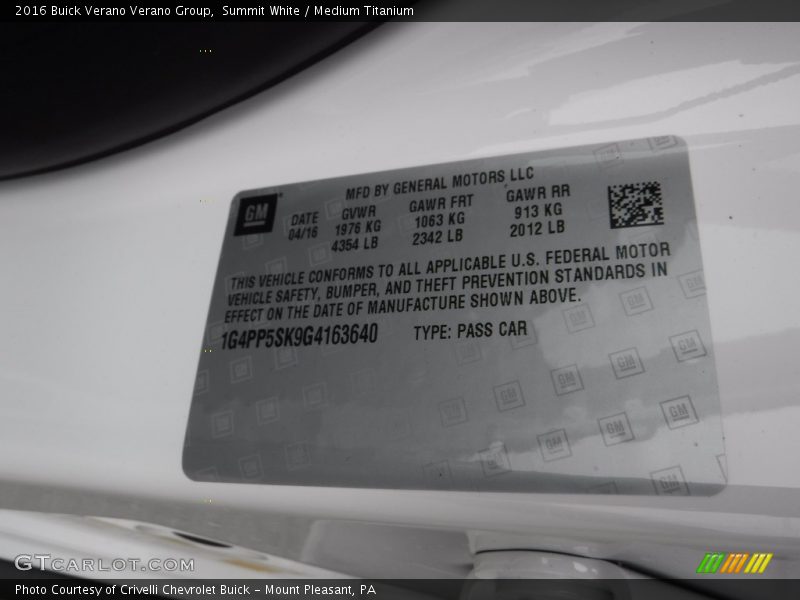 2016 Buick Verano Verano Group, Summit White / Medium Titanium
MFD BY GENERAL MOTORS LLC
GM
DATE GVWR GAWR FRT GAWR RR
04/16 1976 KG 1063 KG 913 KG
4354 LB 2342 LB 2012 LB
THIS VEHICLE CONFORMS TO ALL APPLICABLE U.S. FEDERAL MOTOR
VEHICLE SAFETY, BUMPER, AND THEFT PREVENTION STANDARDS IN
EFFECT ON THE DATE OF MANUFACTURE SHOWN ABOVE.
1G4PP5SK9G4163640 TYPE: PASS CAR
GTCARLOT.COM
Photo Courtesy of Crivelli Chevrolet Buick - Mount Pleasant, PA